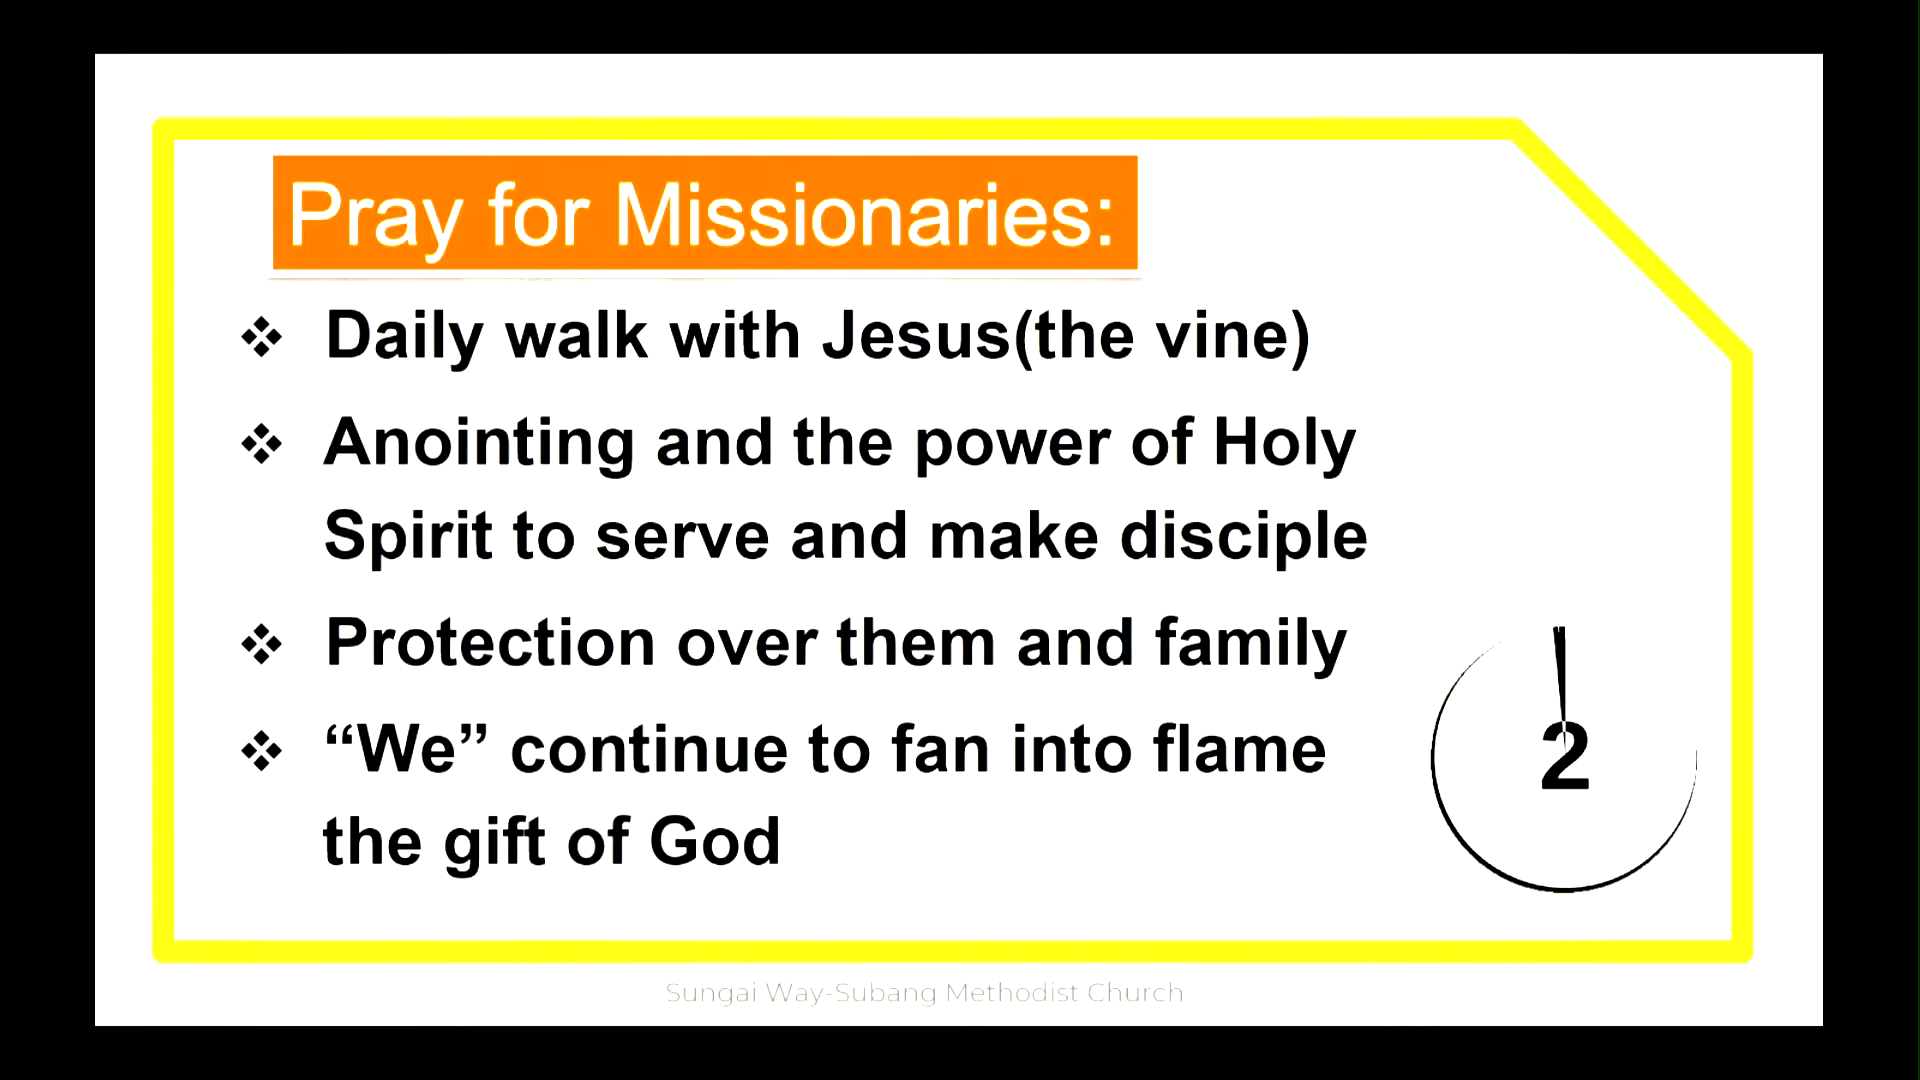 Pray for Missionaries:
❖ Daily walk with Jesus(the vine)
❖ Anointing and the power of Holy
Spirit to serve and make disciple
❖ Protection over them and family
❖ “We” continue to fan into flame
the gift of God
2
Sungai Way-Subang Methodist Church